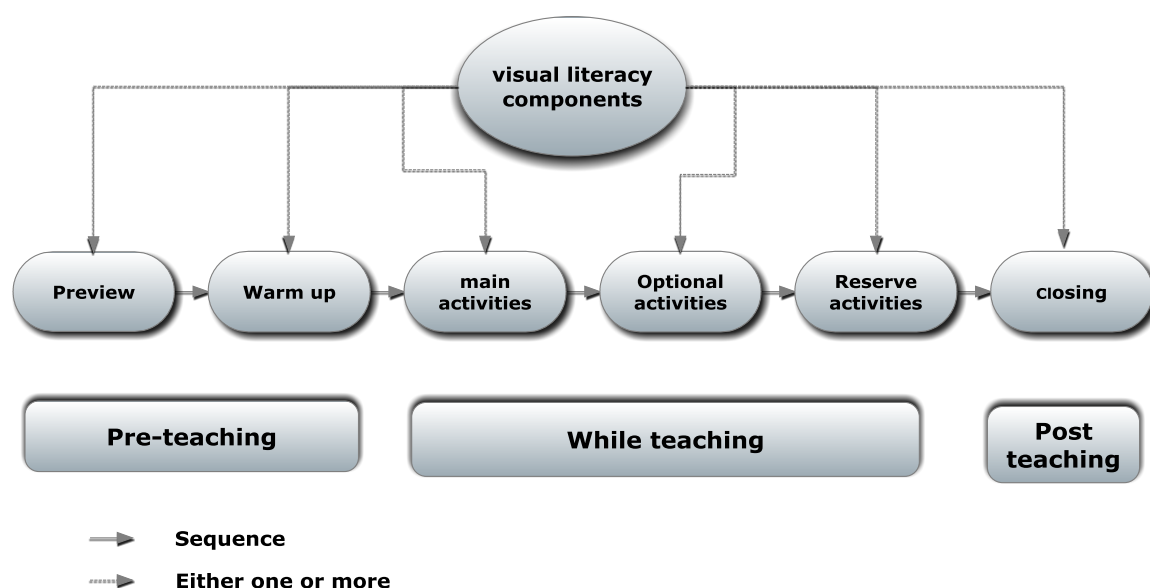 visual literacy
components
Preview
Warm up
main
activities
Optional
activities
Reserve
activities
Closing
Pre-teaching
While teaching
Post
teaching
Sequence
Either one or more